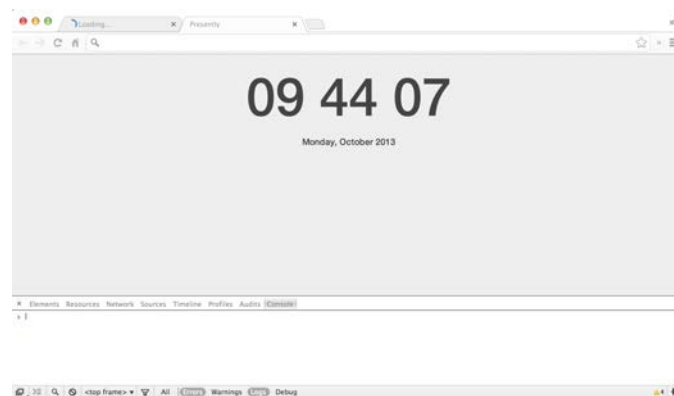 Loading...
Presently
09 44 07
Monday, October 2013
× Elements Resources Network Sources Timeline Profiles Audits Console
<top frame> ▼ All Errors Warnings Logs Debug
4